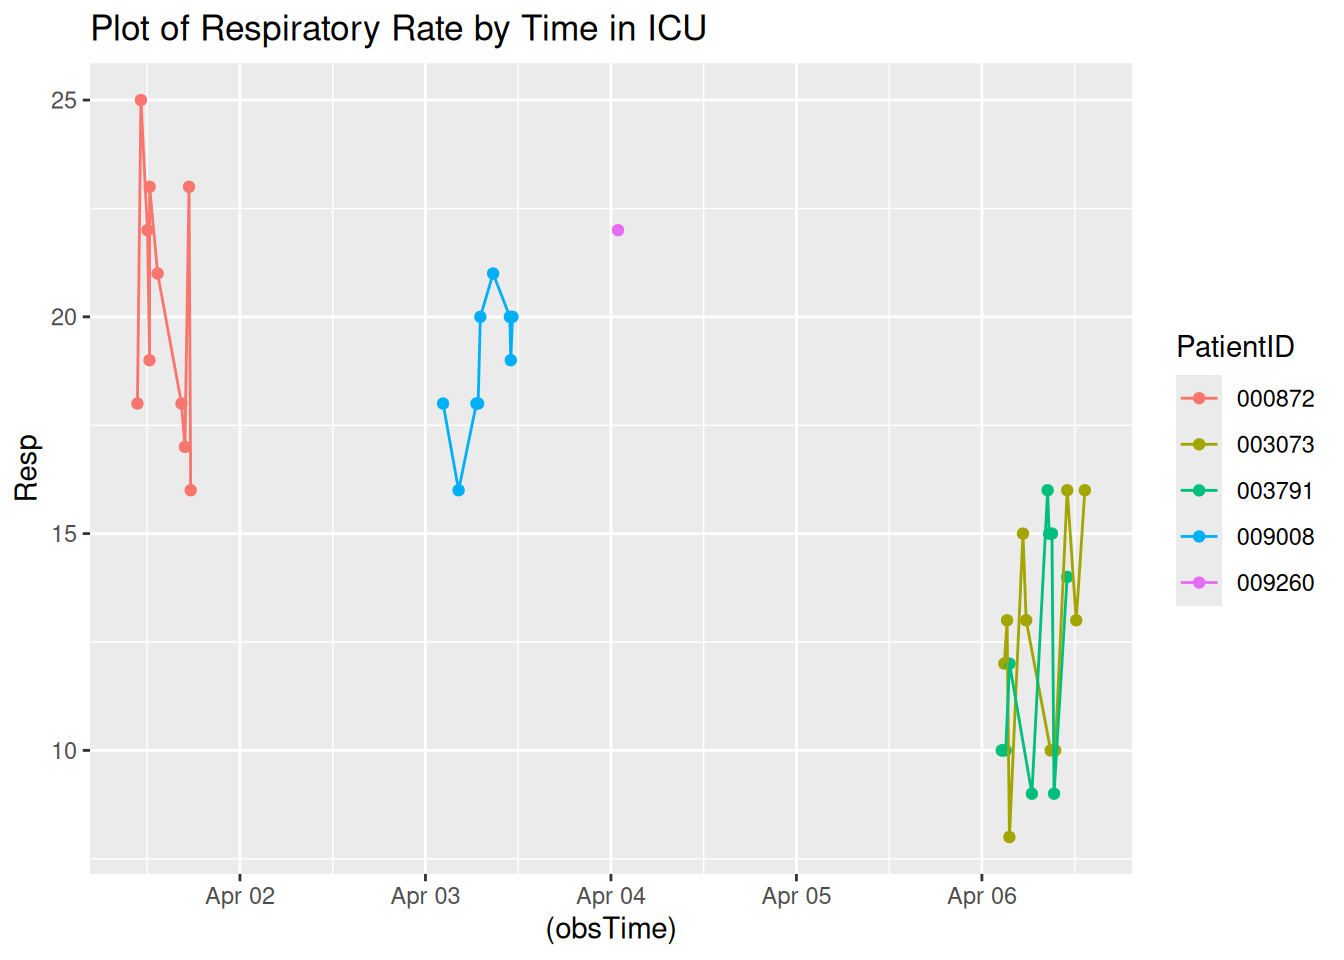 Plot of Respiratory Rate by Time in ICU
25
20
15
10
Resp
Apr 02
Apr 03
Apr 04
Apr 05
Apr 06
(obsTime)
PatientID
000872
003073
003791
009008
009260